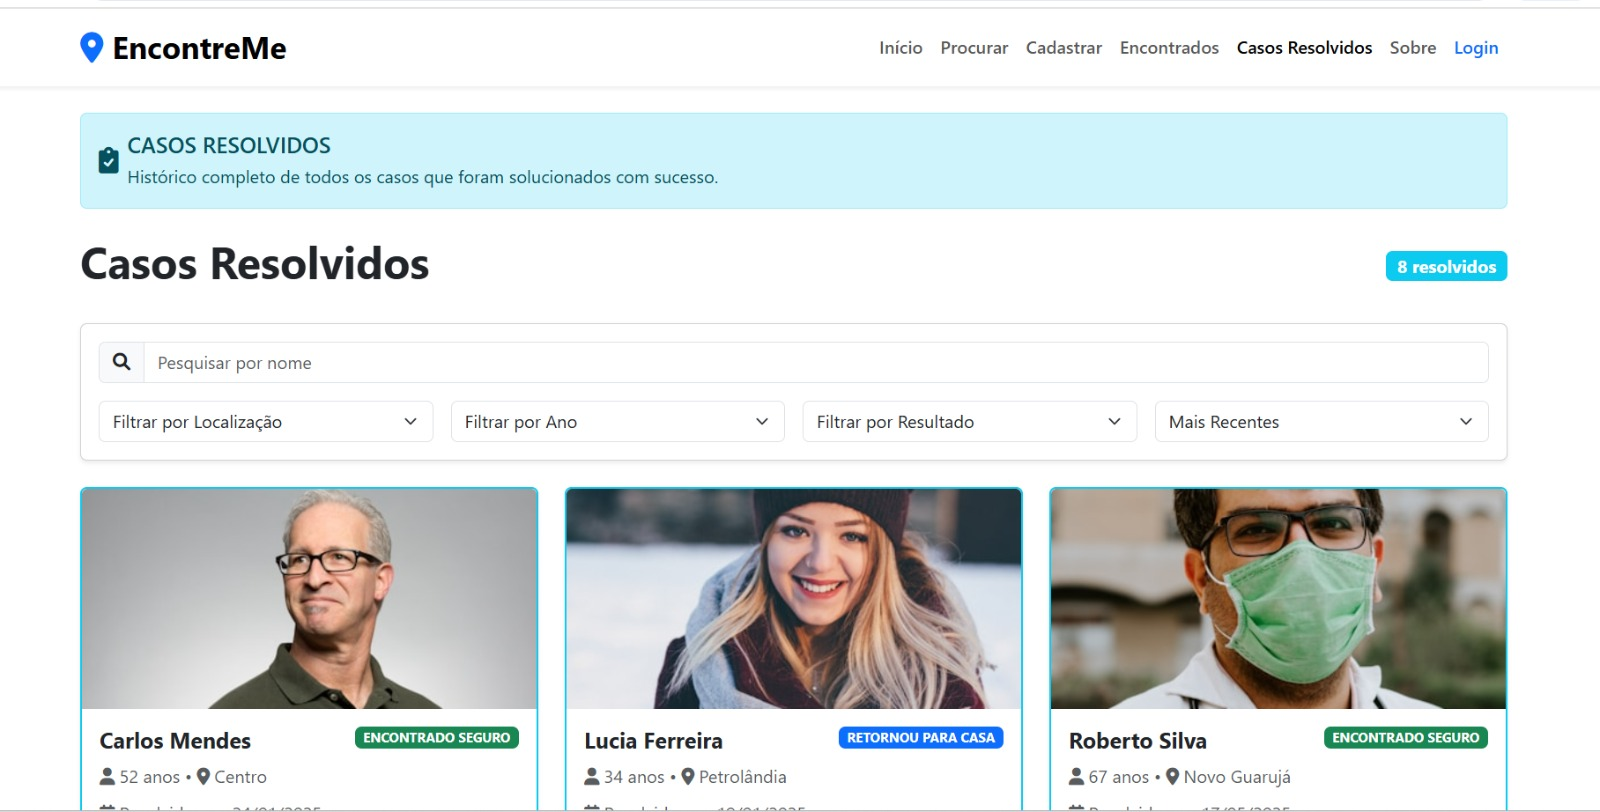 EncontreMe
Início Procurar Cadastrar Encontrados Casos Resolvidos Sobre Login
CASOS RESOLVIDOS
Histórico completo de todos os casos que foram solucionados com sucesso.
Casos Resolvidos
8 resolvidos
Pesquisar por nome
Filtrar por Localização Filtrar por Ano Filtrar por Resultado Mais Recentes
Carlos Mendes ENCONTRADO SEGURO
52 anos • Centro
Lucia Ferreira RETORNOU PARA CASA
34 anos • Petrolândia
Roberto Silva ENCONTRADO SEGURO
67 anos • Novo Guarujá